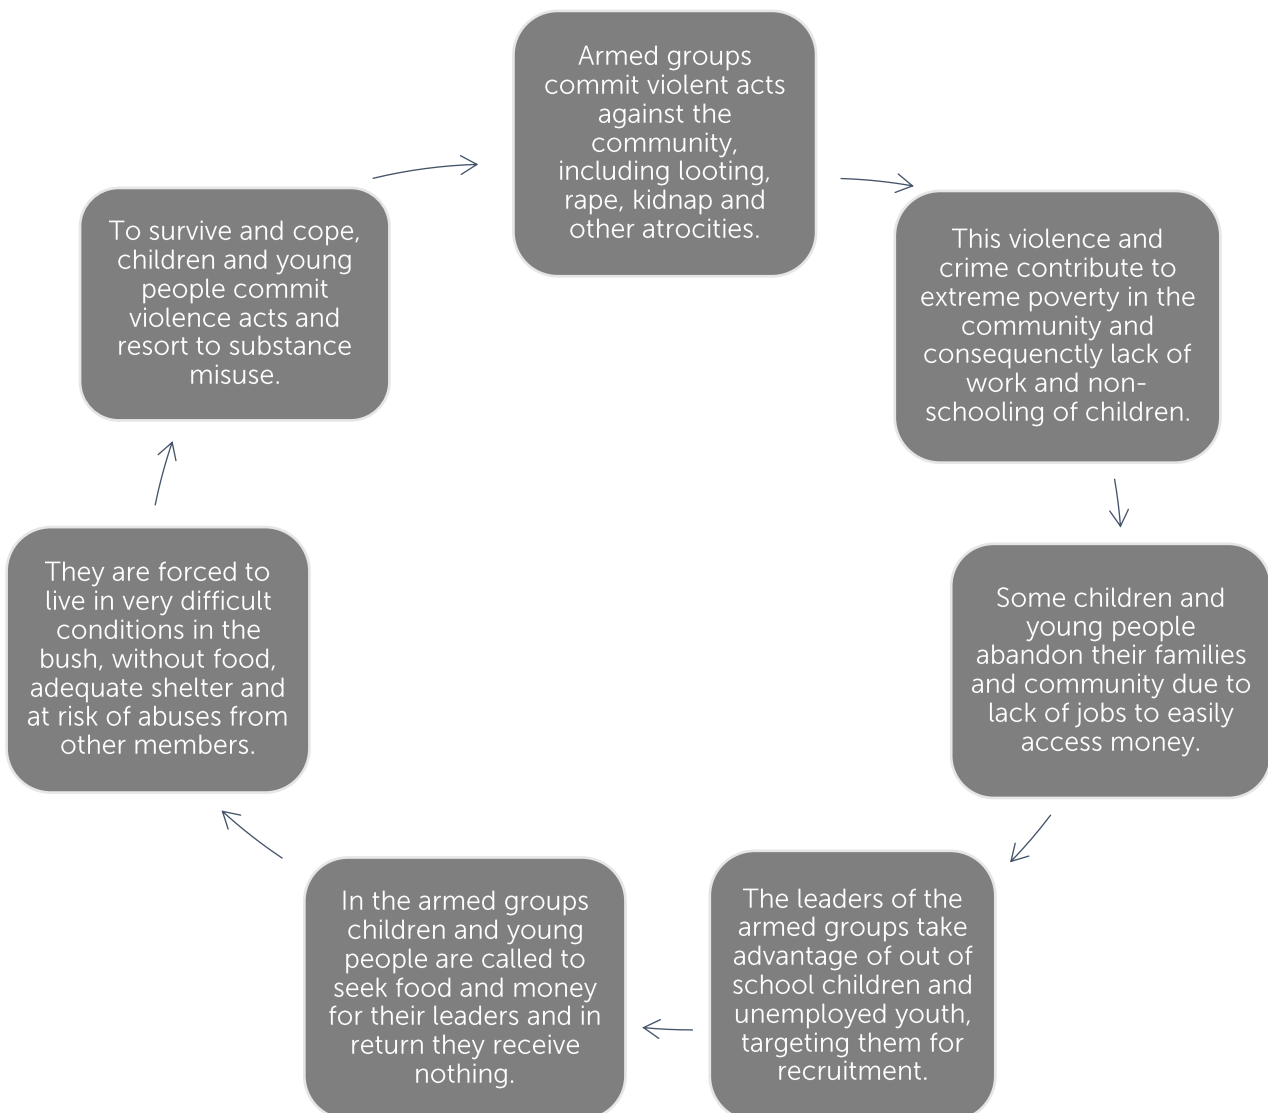 Armed groups
commit violent acts
against the
community,
including looting,
rape, kidnap and
other atrocities.
This violence and
crime contribute to
extreme poverty in the
community and
consequenctly lack of
work and non-
schooling of children.
Some children and
young people
abandon their families
and community due to
lack of jobs to easily
access money.
The leaders of the
armed groups take
advantage of out of
school children and
unemployed youth,
targeting them for
recruitment.
In the armed groups
children and young
people are called to
seek food and money
for their leaders and in
return they receive
nothing.
They are forced to
live in very difficult
conditions in the
bush, without food,
adequate shelter and
at risk of abuses from
other members.
To survive and cope,
children and young
people commit
violence acts and
resort to substance
misuse.